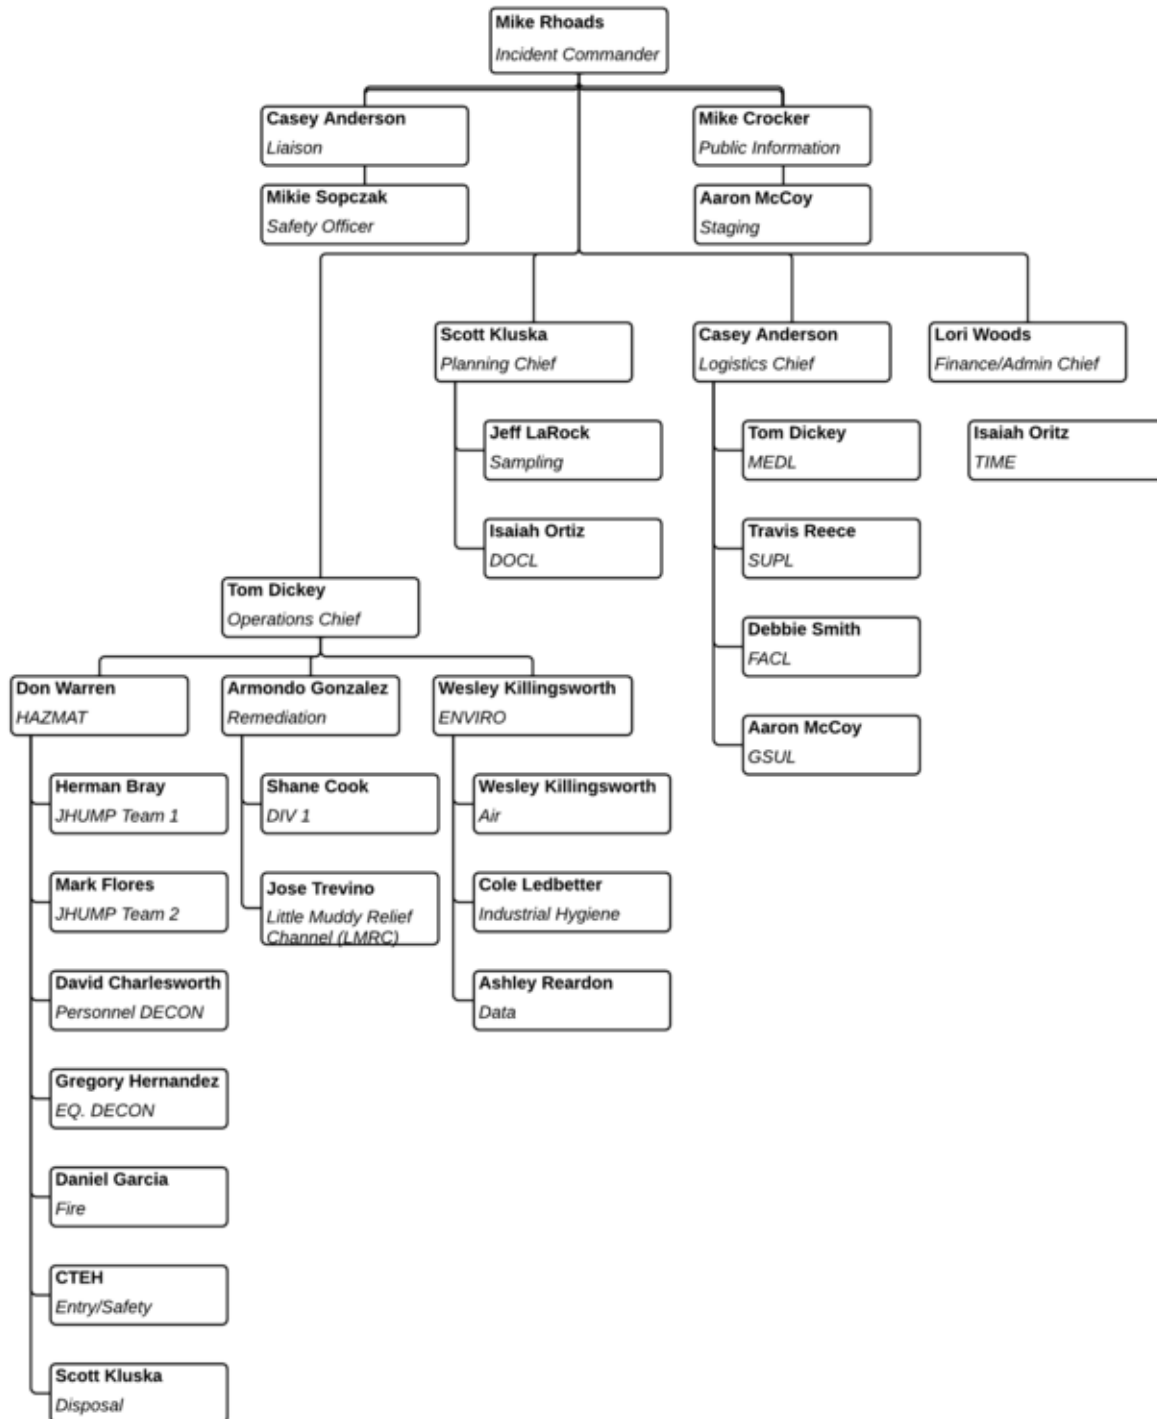 Mike Rhoads
Incident Commander
Casey Anderson
Liaison
Mike Crocker
Public Information
Mikie Sopczak
Safety Officer
Aaron McCoy
Staging
Scott Kluska
Planning Chief
Casey Anderson
Logistics Chief
Lori Woods
Finance/Admin Chief
Jeff LaRock
Sampling
Tom Dickey
MEDL
Isaiah Oritz
TIME
Isaiah Ortiz
DOCL
Travis Reece
SUPL
Debbie Smith
FACL
Aaron McCoy
GSUL
Tom Dickey
Operations Chief
Don Warren
HAZMAT
Armondo Gonzalez
Remediation
Wesley Killingsworth
ENVIRO
Herman Bray
JHUMP Team 1
Mark Flores
JHUMP Team 2
David Charlesworth
Personnel DECON
Gregory Hernandez
EQ. DECON
Daniel Garcia
Fire
CTEH
Entry/Safety
Scott Kluska
Disposal
Shane Cook
DIV 1
Jose Trevino
Little Muddy Relief
Channel (LMRC)
Wesley Killingsworth
Air
Cole Ledbetter
Industrial Hygiene
Ashley Reardon
Data